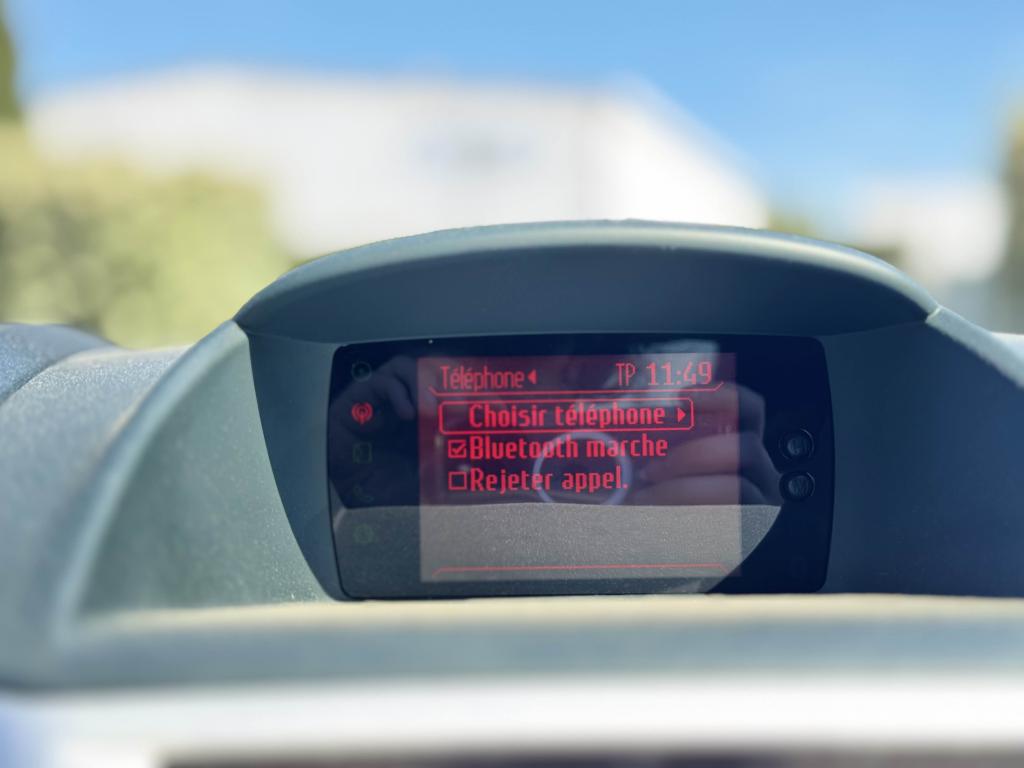 Téléphone TP 11:49
Choisir téléphone
Bluetooth marche
Rejeter appel.